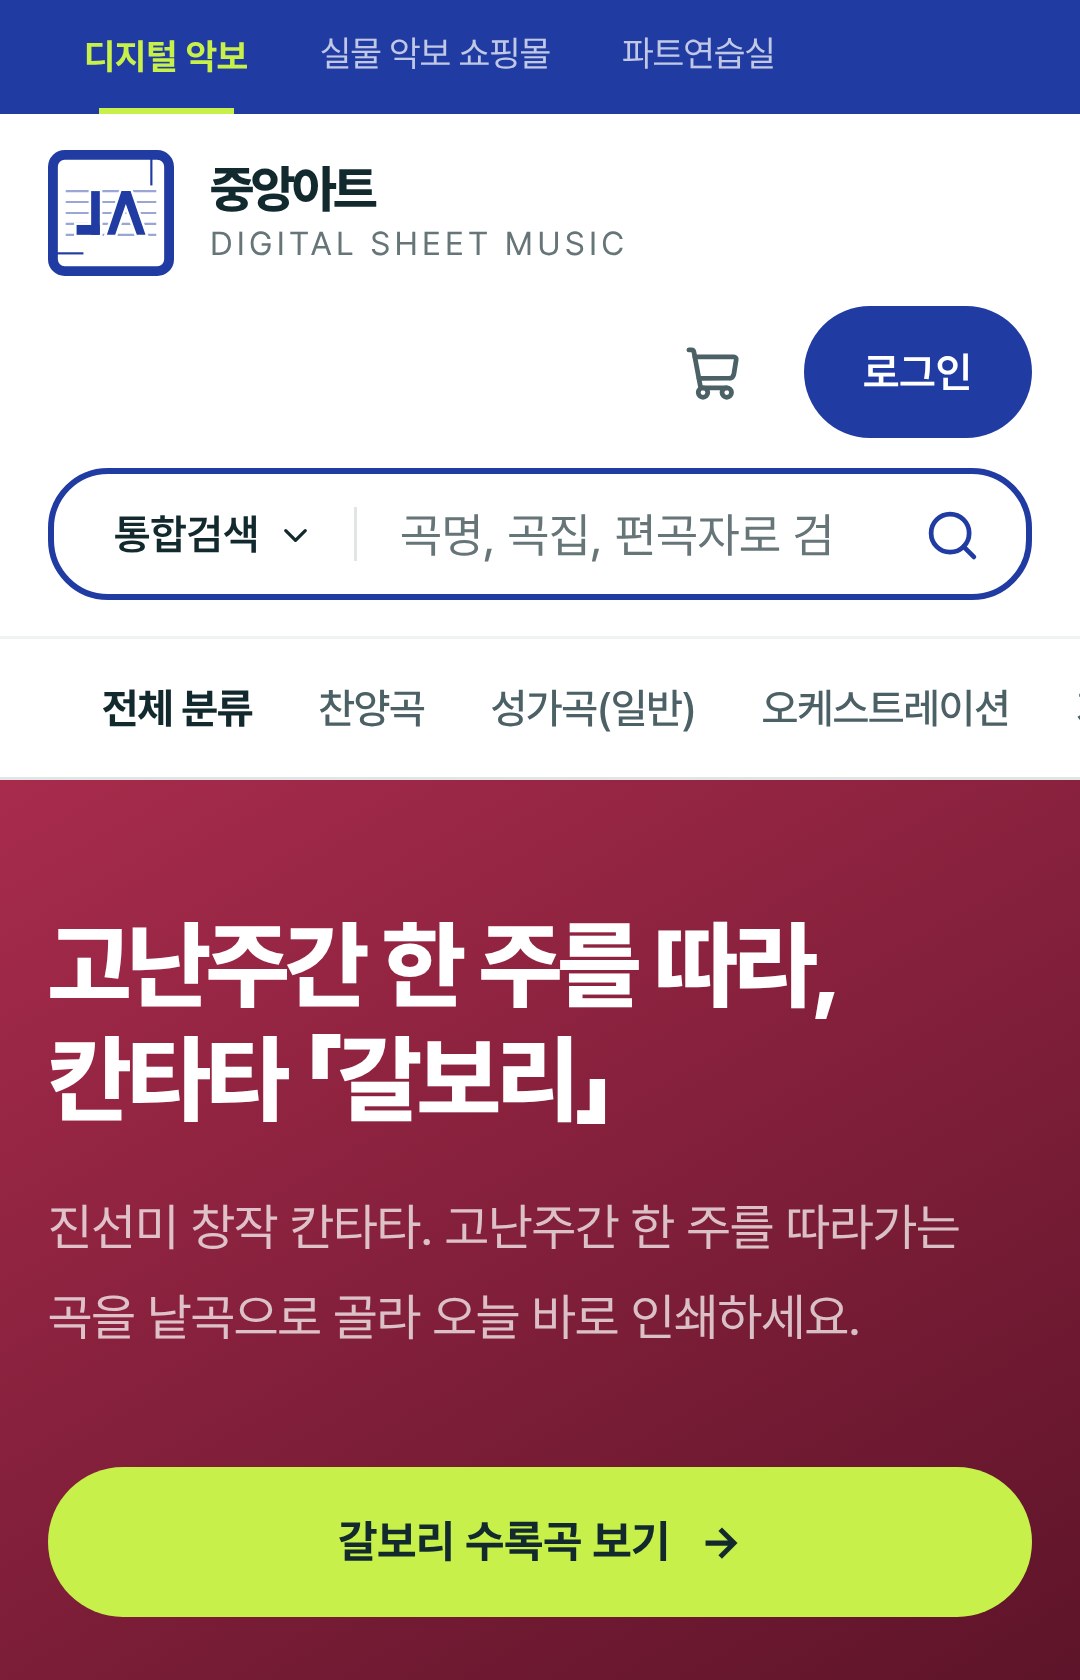 디지털 악보 실물 악보 쇼핑몰 파트연습실
JA
중앙아트
DIGITAL SHEET MUSIC
로그인
통합검색 곡명, 곡집, 편곡자로 검
전체 분류 찬양곡 성가곡(일반) 오케스트레이션
고난주간 한 주를 따라,
칸타타 「갈보리」
진선미 창작 칸타타. 고난주간 한 주를 따라가는
곡을 낱곡으로 골라 오늘 바로 인쇄하세요.
갈보리 수록곡 보기 →